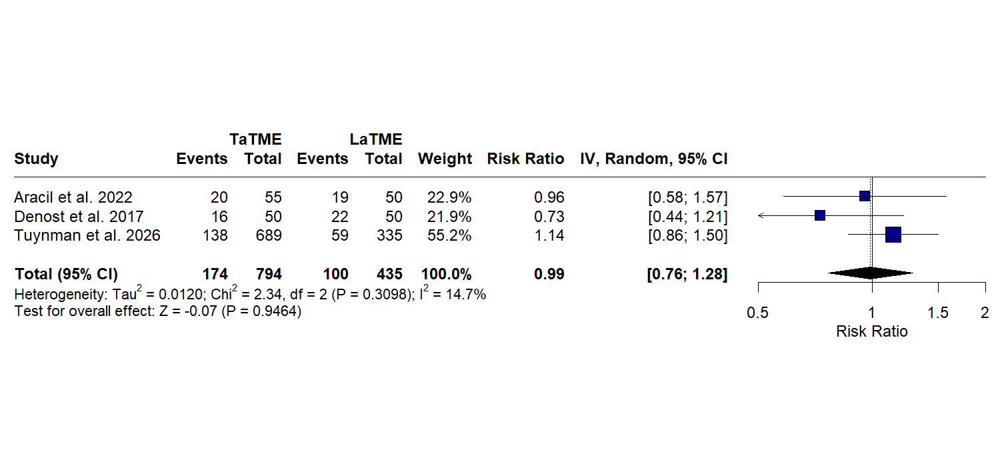 TaTME LaTME
Study Events Total Events Total Weight Risk Ratio IV, Random, 95% CI
Aracil et al. 2022 20 55 19 50 22.9% 0.96 [0.58; 1.57]
Denost et al. 2017 16 50 22 50 21.9% 0.73 [0.44; 1.21]
Tuynman et al. 2026 138 689 59 335 55.2% 1.14 [0.86; 1.50]
Total (95% CI) 174 794 100 435 100.0% 0.99 [0.76; 1.28]
Heterogeneity: Tau² = 0.0120; Chi² = 2.34, df = 2 (P = 0.3098); I² = 14.7%
Test for overall effect: Z = -0.07 (P = 0.9464)
0.5 1 1.5 2
Risk Ratio